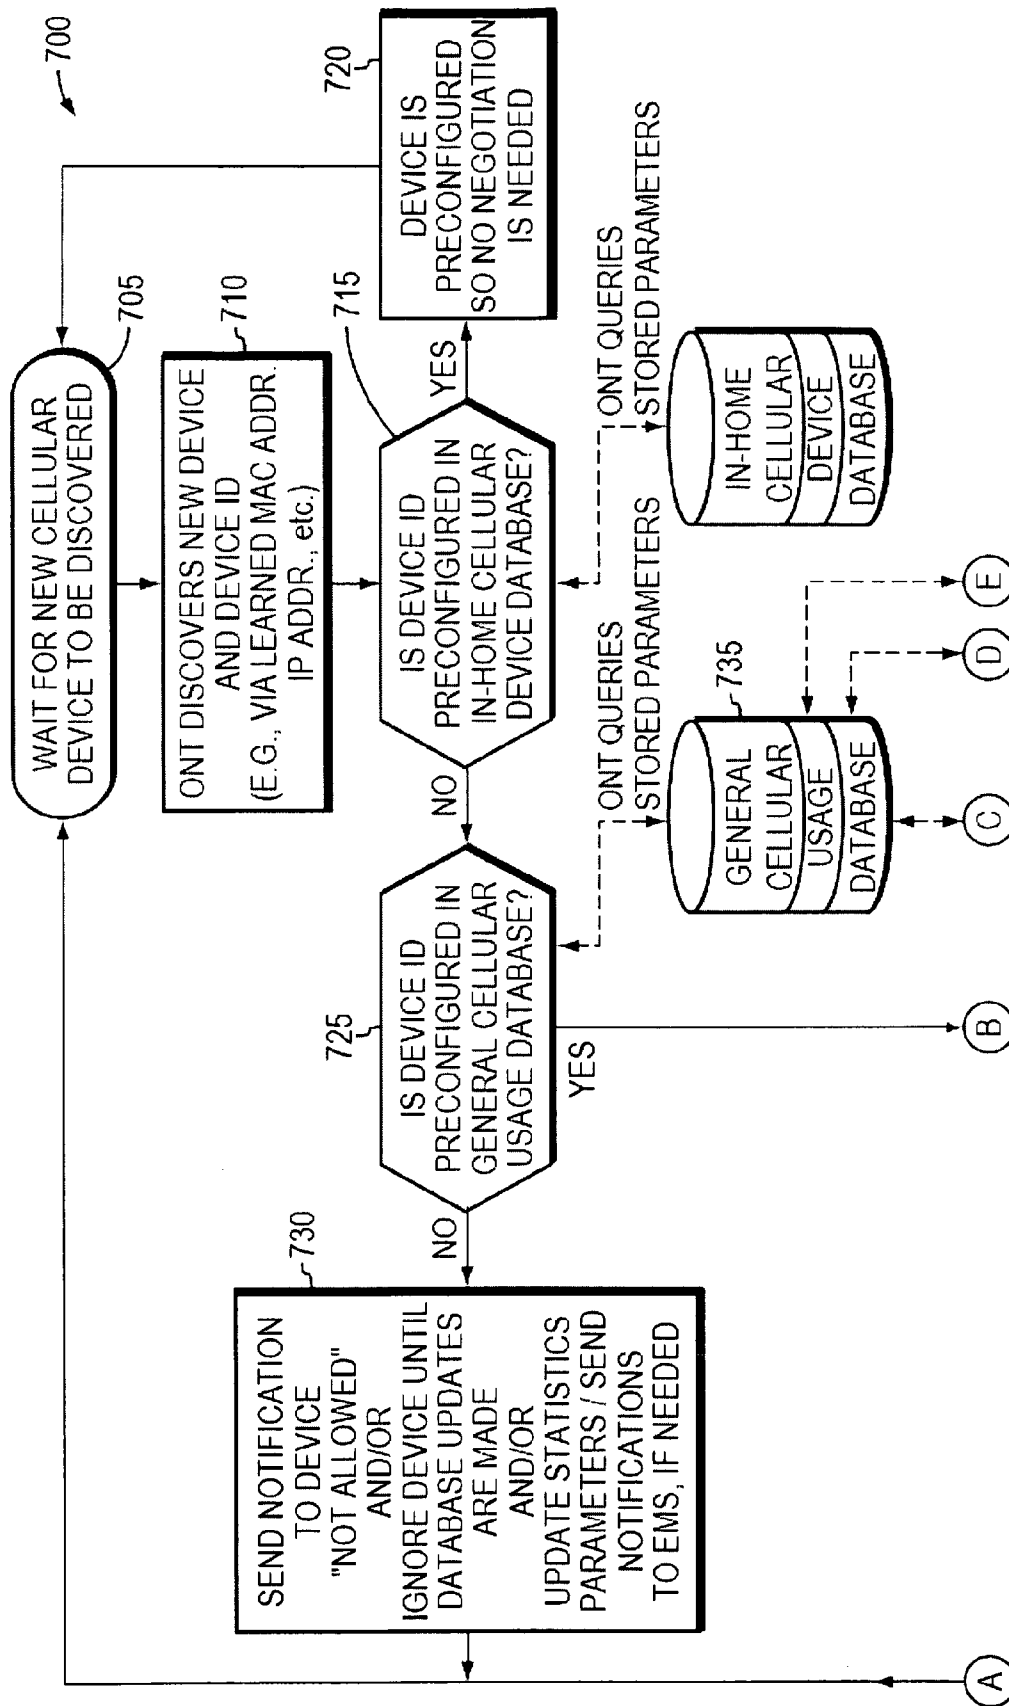 700
WAIT FOR NEW CELLULAR
DEVICE TO BE DISCOVERED
705
ONT DISCOVERS NEW DEVICE
AND DEVICE ID
(E.G., VIA LEARNED MAC ADDR.
IP ADDR., etc.)
710
IS DEVICE ID
PRECONFIGURED IN
IN-HOME CELLULAR
DEVICE DATABASE?
715
YES
DEVICE IS
PRECONFIGURED
SO NO NEGOTIATION
IS NEEDED
720
NO
IS DEVICE ID
PRECONFIGURED IN
GENERAL CELLULAR
USAGE DATABASE?
725
YES
NO
SEND NOTIFICATION
TO DEVICE
"NOT ALLOWED"
AND/OR
IGNORE DEVICE UNTIL
DATABASE UPDATES
ARE MADE
AND/OR
UPDATE STATISTICS
PARAMETERS / SEND
NOTIFICATIONS
TO EMS, IF NEEDED
730
ONT QUERIES
STORED PARAMETERS
ONT QUERIES
STORED PARAMETERS
GENERAL
CELLULAR
USAGE
DATABASE
735
IN-HOME
CELLULAR
DEVICE
DATABASE
A
B
C
D
E